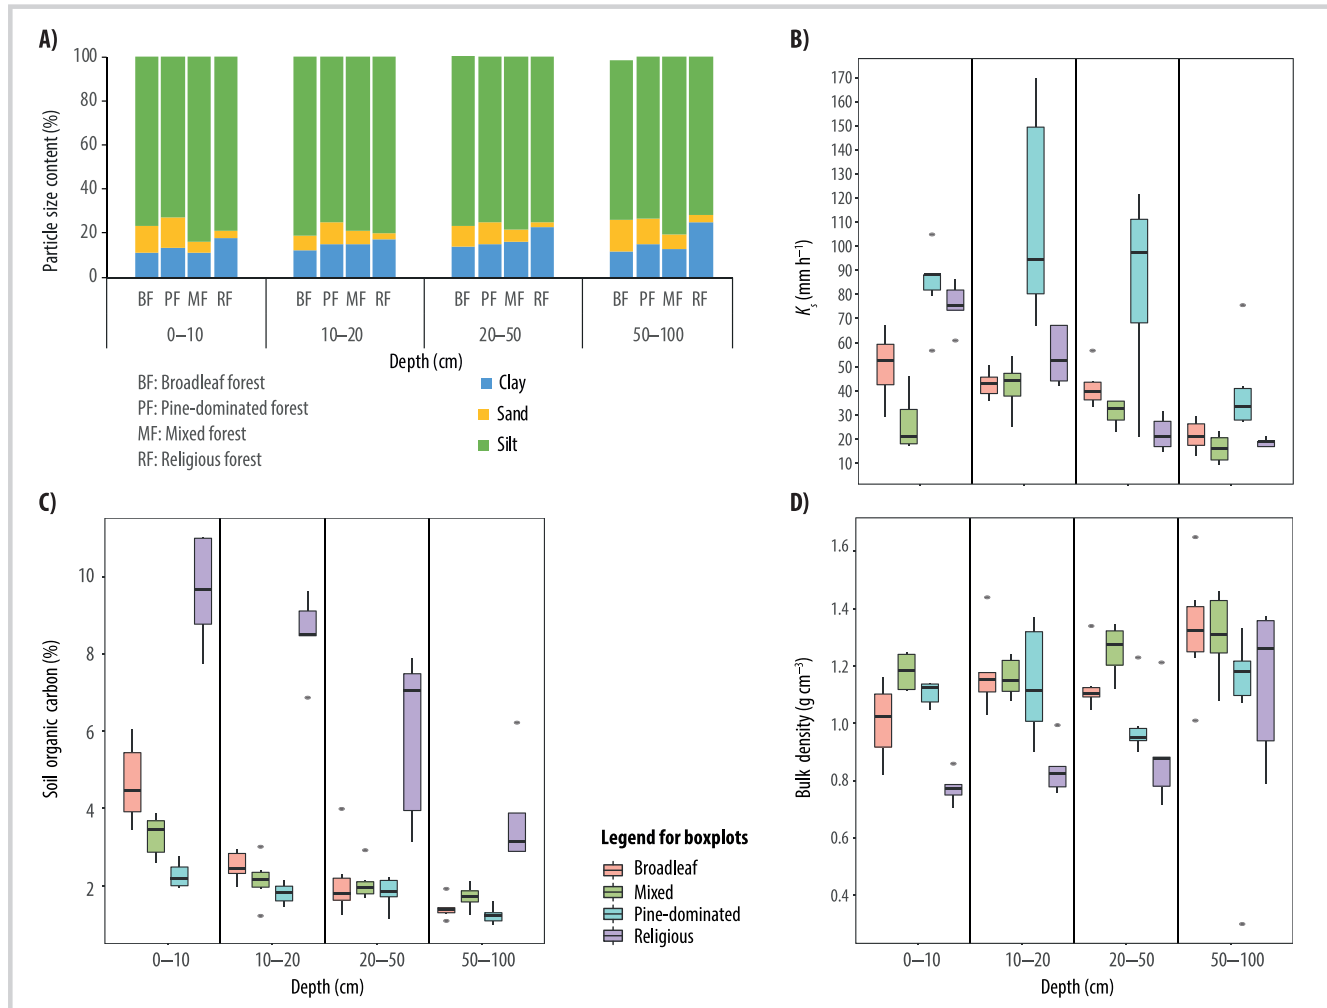 A)
100
80
60
40
20
0
Particle size content (%)
BF PF MF RF BF PF MF RF BF PF MF RF BF PF MF RF
0–10 10–20 20–50 50–100
Depth (cm)
BF: Broadleaf forest
PF: Pine-dominated forest
MF: Mixed forest
RF: Religious forest
Clay
Sand
Silt
B)
170
160
150
140
130
120
110
100
90
80
70
60
50
40
30
20
10
Ks (mm h–1)
C)
10
8
6
4
2
Soil organic carbon (%)
0–10 10–20 20–50 50–100
Depth (cm)
Legend for boxplots
Broadleaf
Mixed
Pine-dominated
Religious
D)
1.6
1.4
1.2
1.0
0.8
0.6
0.4
Bulk density (g cm–3)
0–10 10–20 20–50 50–100
Depth (cm)